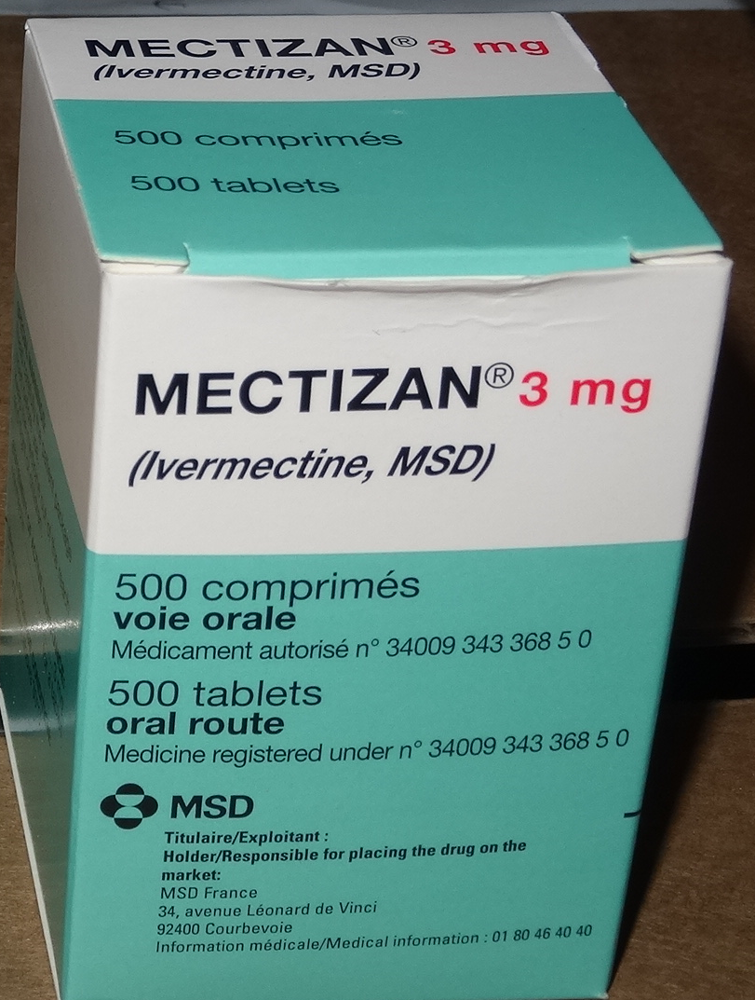 MECTIZAN® 3 mg
(Ivermectine, MSD)
500 comprimés
500 tablets
MECTIZAN® 3 mg
(Ivermectine, MSD)
500 comprimés
voie orale
Médicament autorisé n° 34009 343 368 5 0
500 tablets
oral route
Medicine registered under n° 34009 343 368 5 0
MSD
Titulaire/Exploitant :
Holder/Responsible for placing the drug on the
market:
MSD France
34, avenue Léonard de Vinci
92400 Courbevoie
Information médicale/Medical information : 01 80 46 40 40